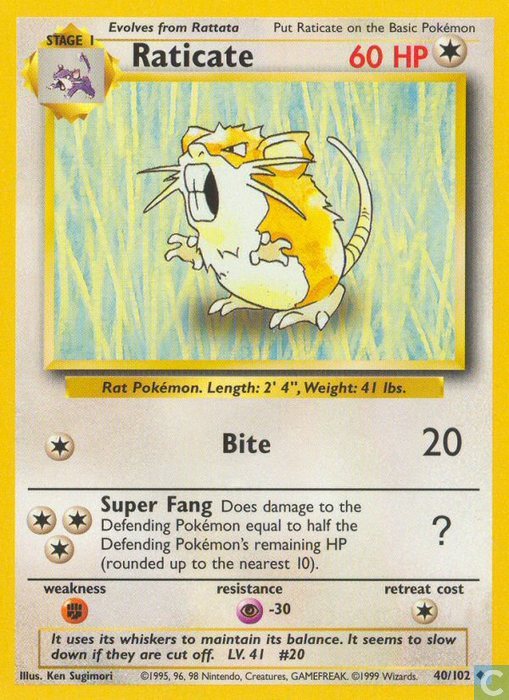 Evolves from Rattata Put Raticate on the Basic Pokémon
STAGE 1
Raticate 60 HP
Rat Pokémon. Length: 2' 4", Weight: 41 lbs.
Bite 20
Super Fang Does damage to the
Defending Pokémon equal to half the
Defending Pokémon's remaining HP
(rounded up to the nearest 10).
?
weakness resistance retreat cost
-30
It uses its whiskers to maintain its balance. It seems to slow
down if they are cut off. LV. 41 #20
Illus. Ken Sugimori ©1995, 96, 98 Nintendo, Creatures, GAMEFREAK. ©1999 Wizards. 40/102
C